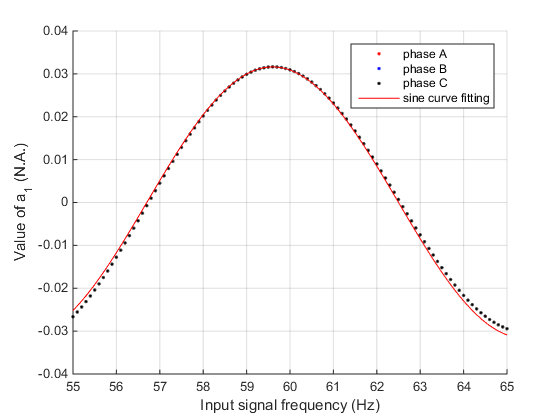 0.04
0.03
0.02
0.01
0
-0.01
-0.02
-0.03
-0.04
Value of a1 (N.A.)
phase A
phase B
phase C
sine curve fitting
55 56 57 58 59 60 61 62 63 64 65
Input signal frequency (Hz)